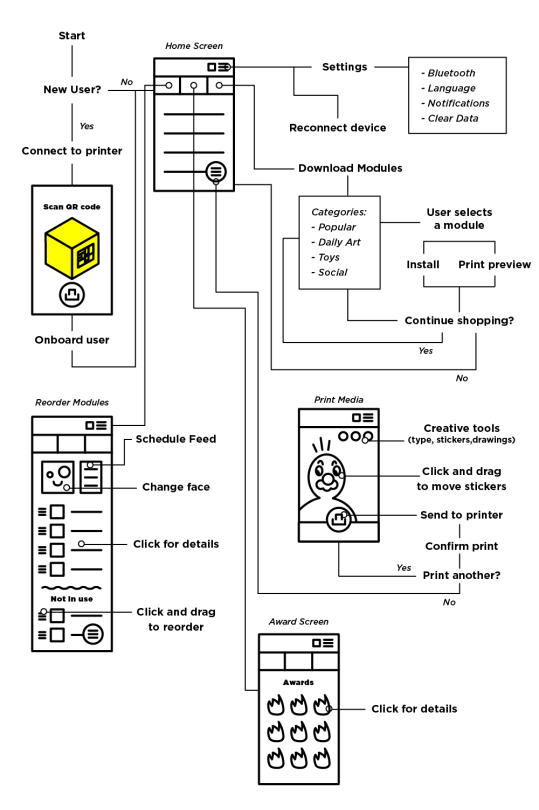 Start
Home Screen
New User?
No
Settings
- Bluetooth
- Language
- Notifications
- Clear Data
Reconnect device
Yes
Connect to printer
Scan QR code
Download Modules
Categories:
- Popular
- Daily Art
- Toys
- Social
User selects
a module
Install
Print preview
Continue shopping?
Yes
No
Onboard user
Reorder Modules
Schedule Feed
Change face
Click for details
Not In use
Click and drag
to reorder
Print Media
Creative tools
(type, stickers,drawings)
Click and drag
to move stickers
Send to printer
Confirm print
Yes
Print another?
No
Award Screen
Awards
Click for details